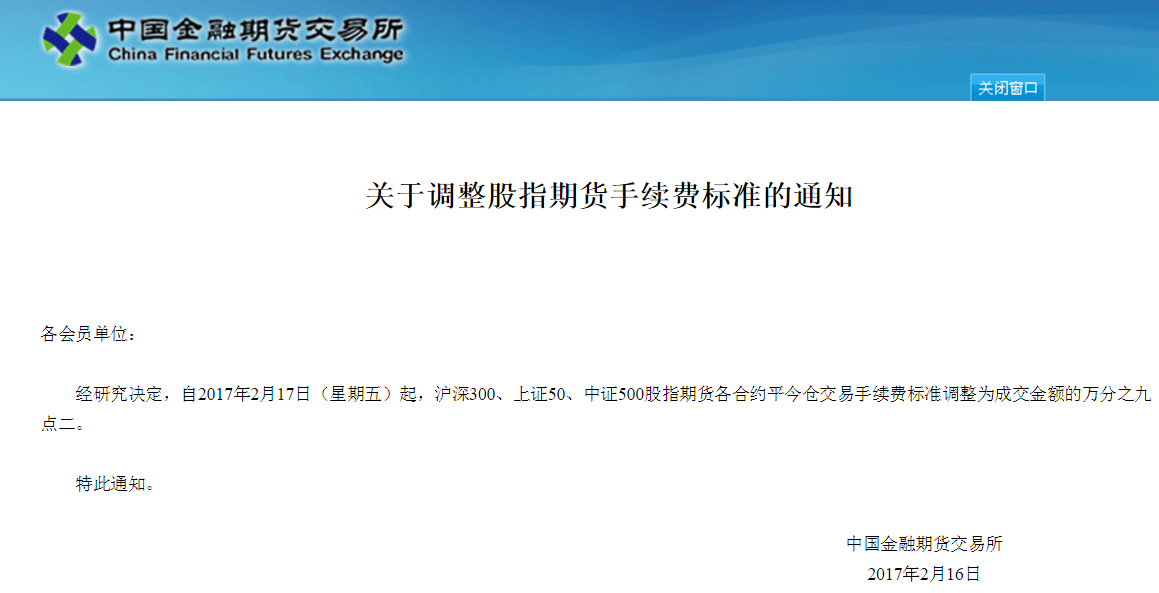 中国金融期货交易所
China Financial Futures Exchange
关闭窗口
关于调整股指期货手续费标准的通知
各会员单位：
经研究决定，自2017年2月17日（星期五）起，沪深300、上证50、中证500股指期货各合约平今仓交易手续费标准调整为成交金额的万分之九
点二。
特此通知。
中国金融期货交易所
2017年2月16日